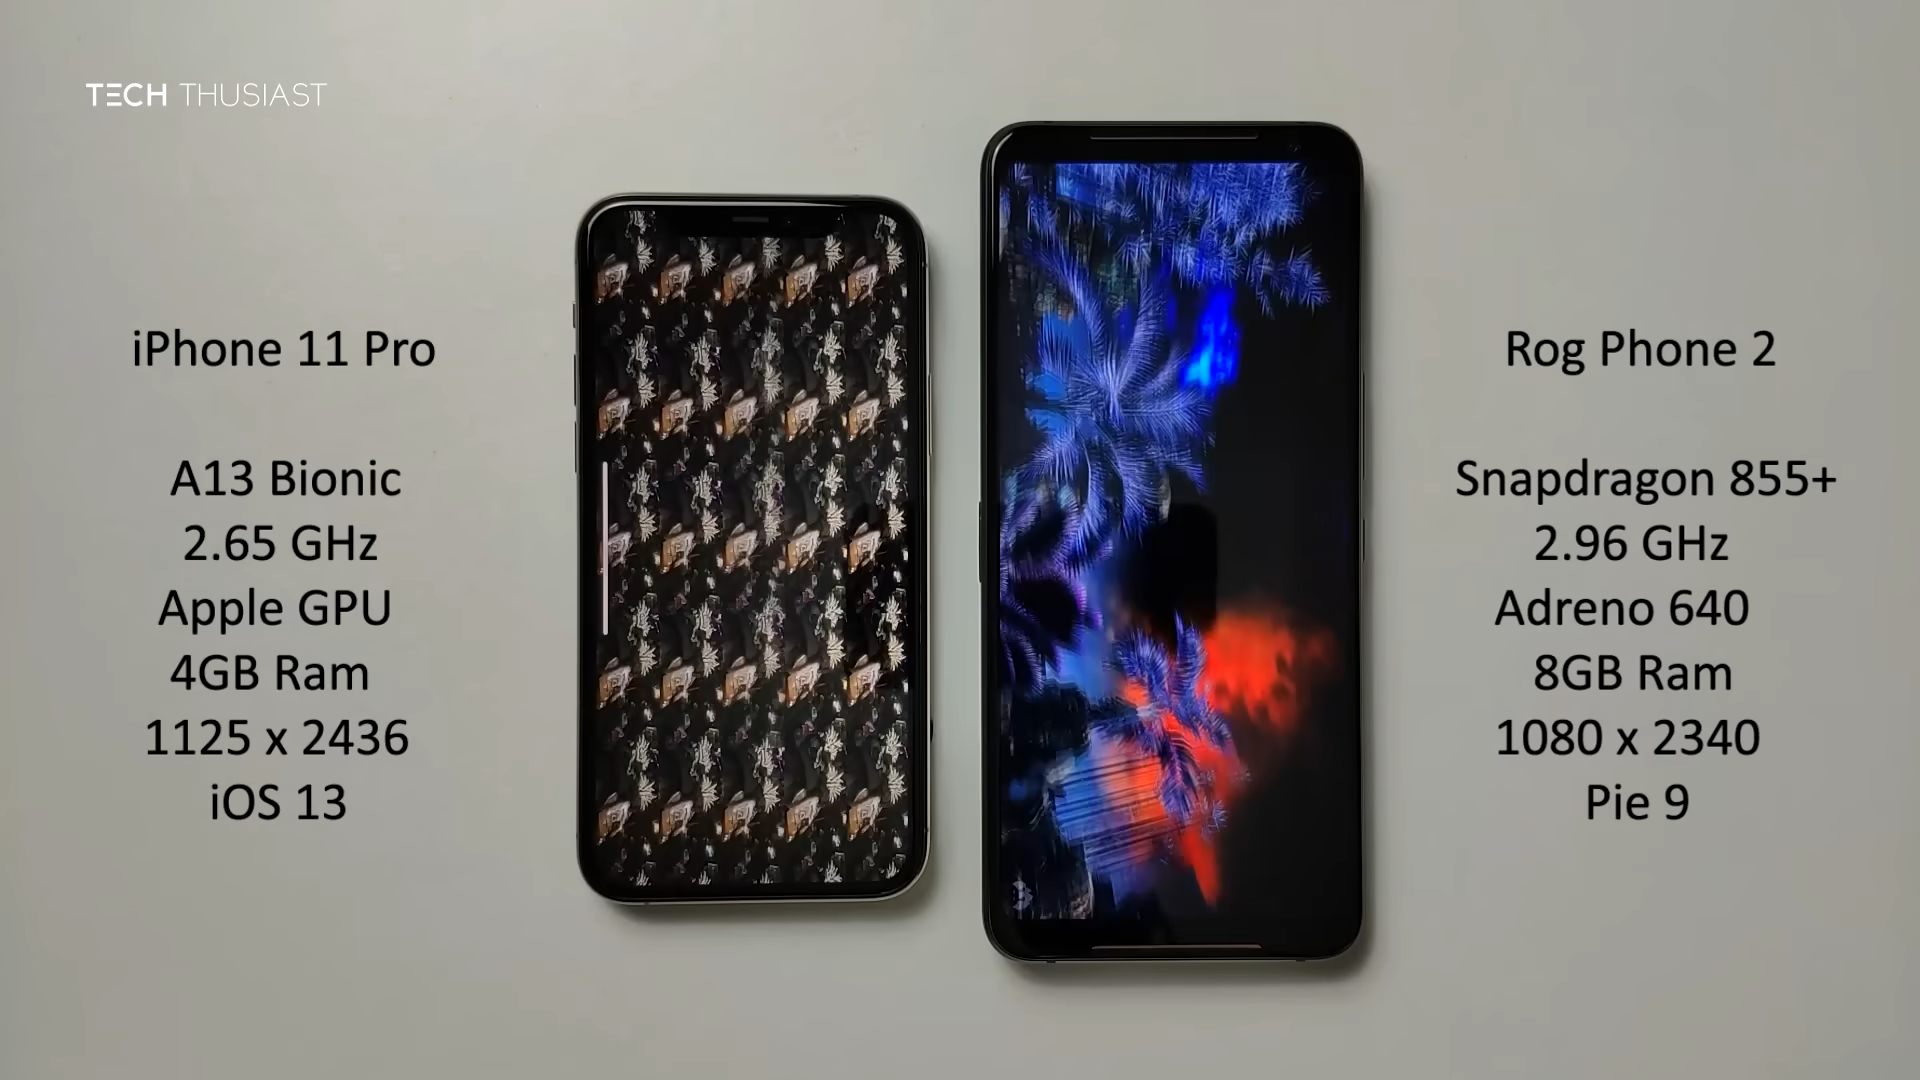 TECH THUSIAST
iPhone 11 Pro
A13 Bionic
2.65 GHz
Apple GPU
4GB Ram
1125 x 2436
iOS 13
Rog Phone 2
Snapdragon 855+
2.96 GHz
Adreno 640
8GB Ram
1080 x 2340
Pie 9